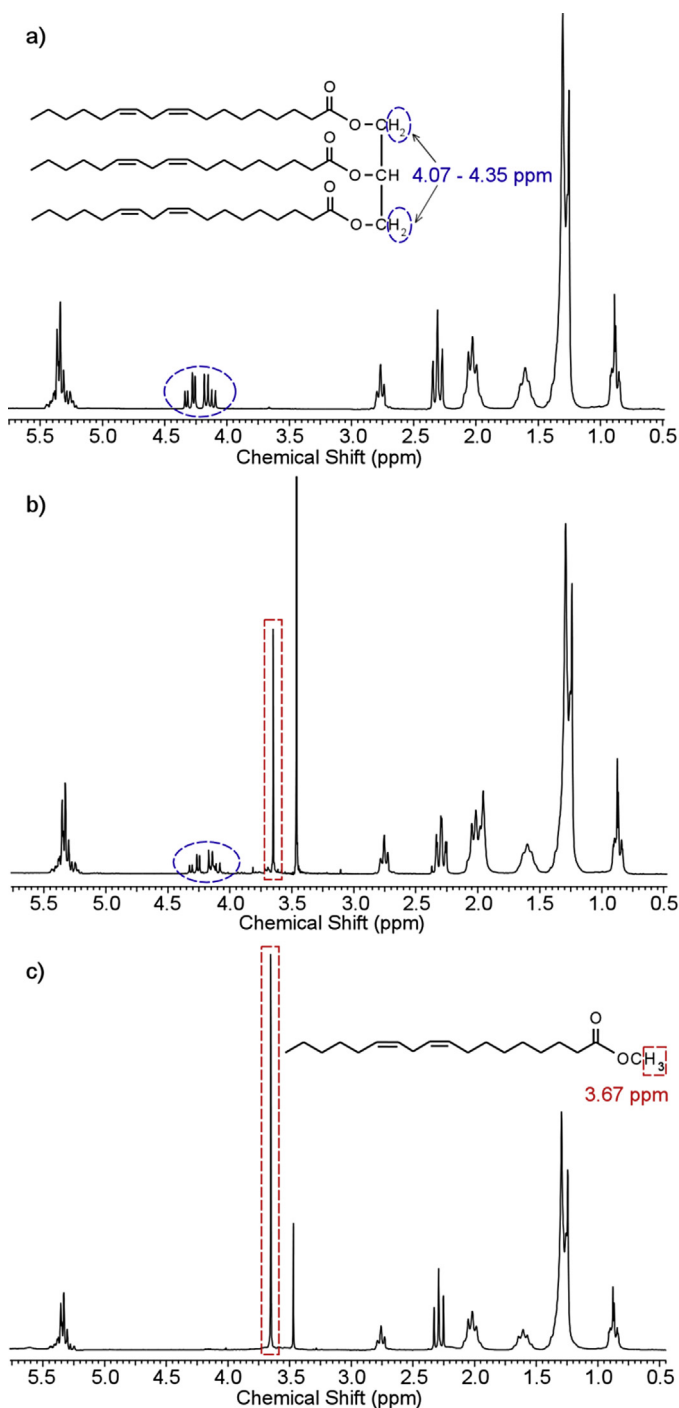 a)
O
O-CH2
O
4.07 - 4.35 ppm
O-CH
O
O-CH2
5.5 5.0 4.5 4.0 3.5 3.0 2.5 2.0 1.5 1.0 0.5
Chemical Shift (ppm)
b)
5.5 5.0 4.5 4.0 3.5 3.0 2.5 2.0 1.5 1.0 0.5
Chemical Shift (ppm)
c)
O
OCH3
3.67 ppm
5.5 5.0 4.5 4.0 3.5 3.0 2.5 2.0 1.5 1.0 0.5
Chemical Shift (ppm)